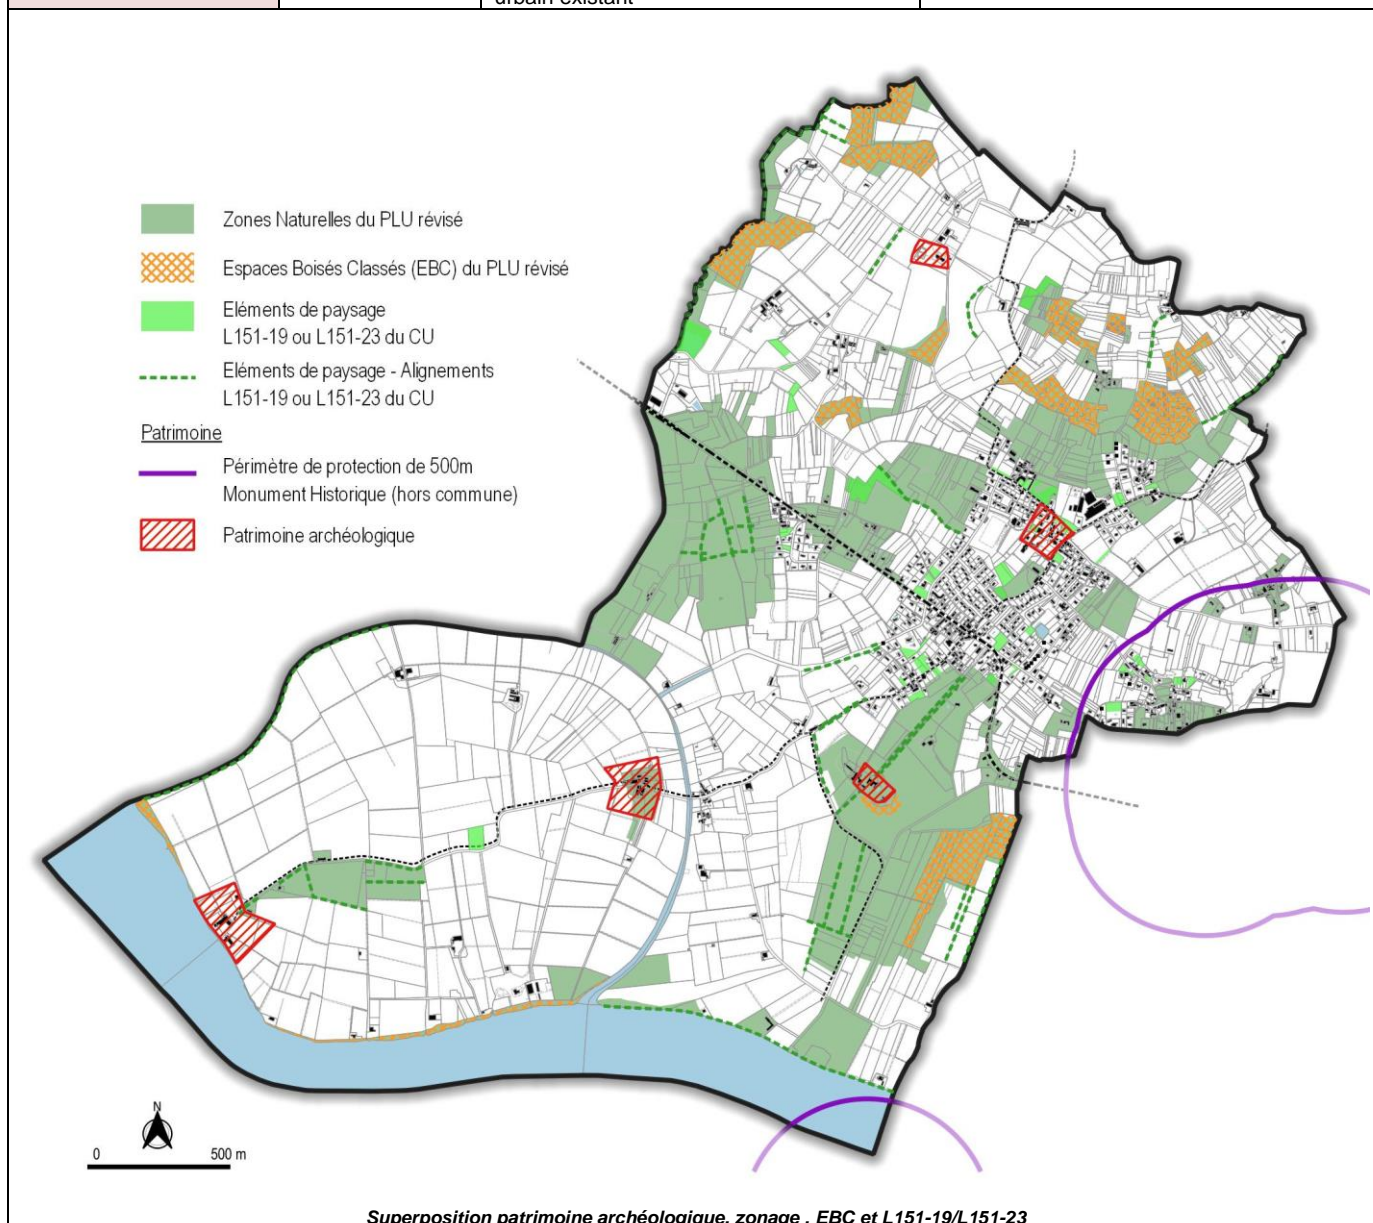 urbain existant
Zones Naturelles du PLU révisé
Espaces Boisés Classés (EBC) du PLU révisé
Eléments de paysage
L151-19 ou L151-23 du CU
Eléments de paysage - Alignements
L151-19 ou L151-23 du CU
Patrimoine
Périmètre de protection de 500m
Monument Historique (hors commune)
Patrimoine archéologique
N
0 500 m
Superposition patrimoine archéologique, zonage , EBC et L151-19/L151-23